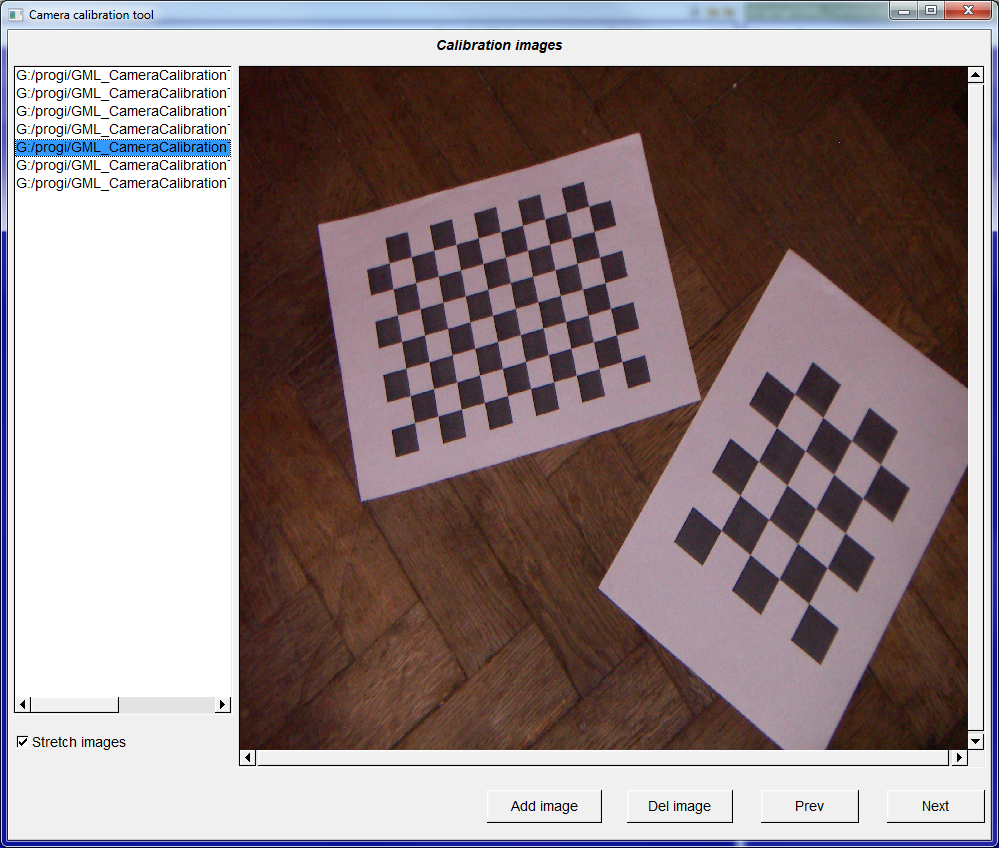 Camera calibration tool
Calibration images
G:/progi/GML_CameraCalibration
G:/progi/GML_CameraCalibration
G:/progi/GML_CameraCalibration
G:/progi/GML_CameraCalibration
G:/progi/GML_CameraCalibration
G:/progi/GML_CameraCalibration
G:/progi/GML_CameraCalibration
Stretch images
Add image
Del image
Prev
Next